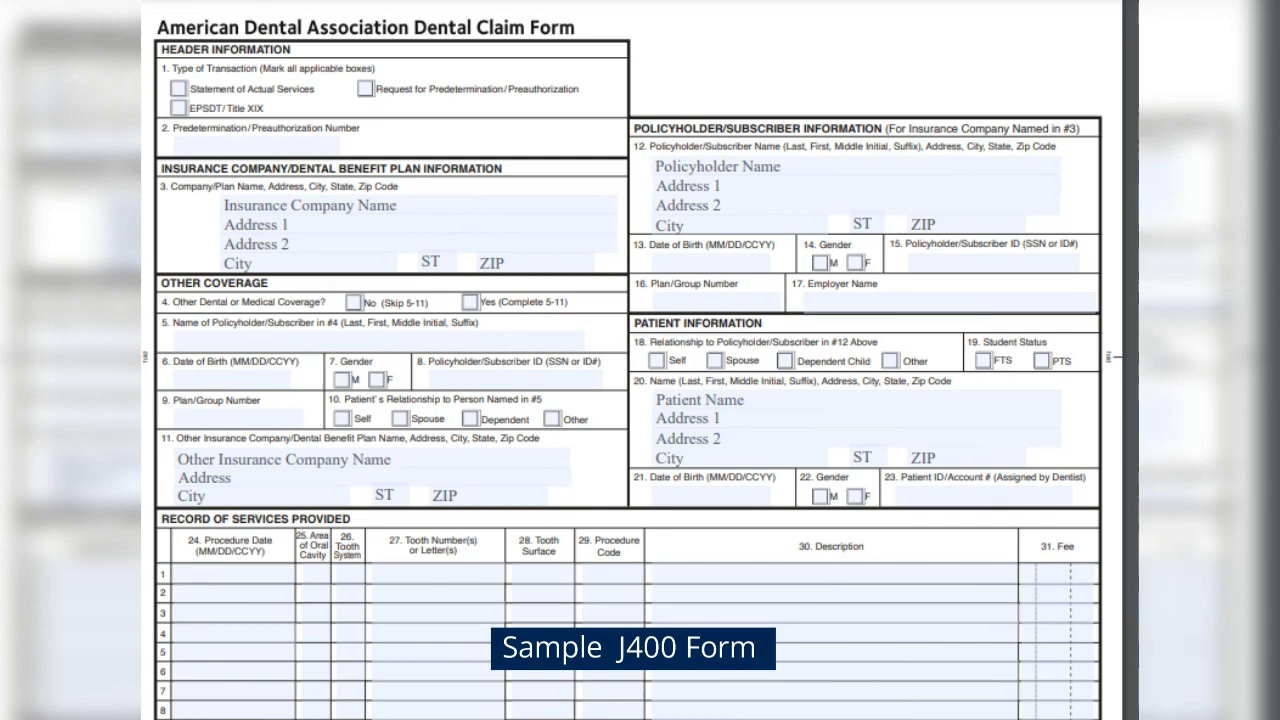 American Dental Association Dental Claim Form
HEADER INFORMATION
1. Type of Transaction (Mark all applicable boxes)
Statement of Actual Services
Request for Predetermination/Preauthorization
EPSDT/Title XIX
2. Predetermination/Preauthorization Number
INSURANCE COMPANY/DENTAL BENEFIT PLAN INFORMATION
3. Company/Plan Name, Address, City, State, Zip Code
Insurance Company Name
Address 1
Address 2
City ST ZIP
OTHER COVERAGE
4. Other Dental or Medical Coverage? No (Skip 5-11) Yes (Complete 5-11)
5. Name of Policyholder/Subscriber in #4 (Last, First, Middle Initial, Suffix)
6. Date of Birth (MM/DD/CCYY) 7. Gender 8. Policyholder/Subscriber ID (SSN or ID#)
M F
9. Plan/Group Number 10. Patient's Relationship to Person Named in #5
Self Spouse Dependent Other
11. Other Insurance Company/Dental Benefit Plan Name, Address, City, State, Zip Code
Other Insurance Company Name
Address
City ST ZIP
POLICYHOLDER/SUBSCRIBER INFORMATION (For Insurance Company Named in #3)
12. Policyholder/Subscriber Name (Last, First, Middle Initial, Suffix), Address, City, State, Zip Code
Policyholder Name
Address 1
Address 2
City ST ZIP
13. Date of Birth (MM/DD/CCYY) 14. Gender 15. Policyholder/Subscriber ID (SSN or ID#)
M F
16. Plan/Group Number 17. Employer Name
PATIENT INFORMATION
18. Relationship to Policyholder/Subscriber in #12 Above 19. Student Status
Self Spouse Dependent Child Other FTS PTS
20. Name (Last, First, Middle Initial, Suffix), Address, City, State, Zip Code
Patient Name
Address 1
Address 2
City ST ZIP
21. Date of Birth (MM/DD/CCYY) 22. Gender 23. Patient ID/Account # (Assigned by Dentist)
M F
RECORD OF SERVICES PROVIDED
24. Procedure Date (MM/DD/CCYY) 25. Area of Oral Cavity 26. Tooth System 27. Tooth Number(s) or Letter(s) 28. Tooth Surface 29. Procedure Code 30. Description 31. Fee
1
2
3
4
5
6
7
8
Sample J400 Form